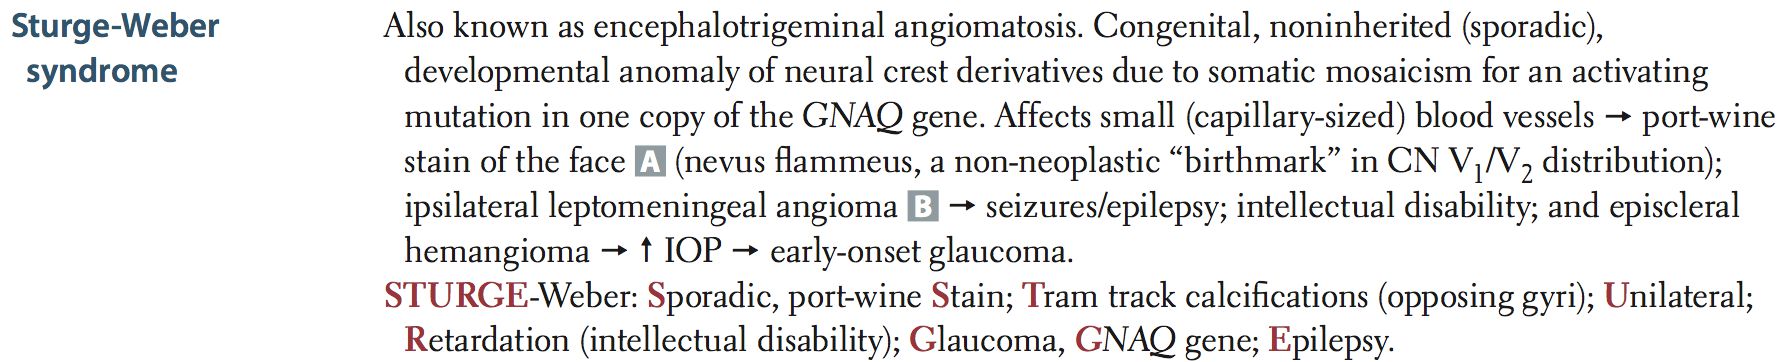 Sturge-Weber
syndrome
Also known as encephalotrigeminal angiomatosis. Congenital, noninherited (sporadic),
developmental anomaly of neural crest derivatives due to somatic mosaicism for an activating
mutation in one copy of the GNAQ gene. Affects small (capillary-sized) blood vessels → port-wine
stain of the face A (nevus flammeus, a non-neoplastic “birthmark” in CN V₁/V₂ distribution);
ipsilateral leptomeningeal angioma B → seizures/epilepsy; intellectual disability; and episcleral
hemangioma → ↑ IOP → early-onset glaucoma.
STURGE-Weber: Sporadic, port-wine Stain; Tram track calcifications (opposing gyri); Unilateral;
Retardation (intellectual disability); Glaucoma, GNAQ gene; Epilepsy.